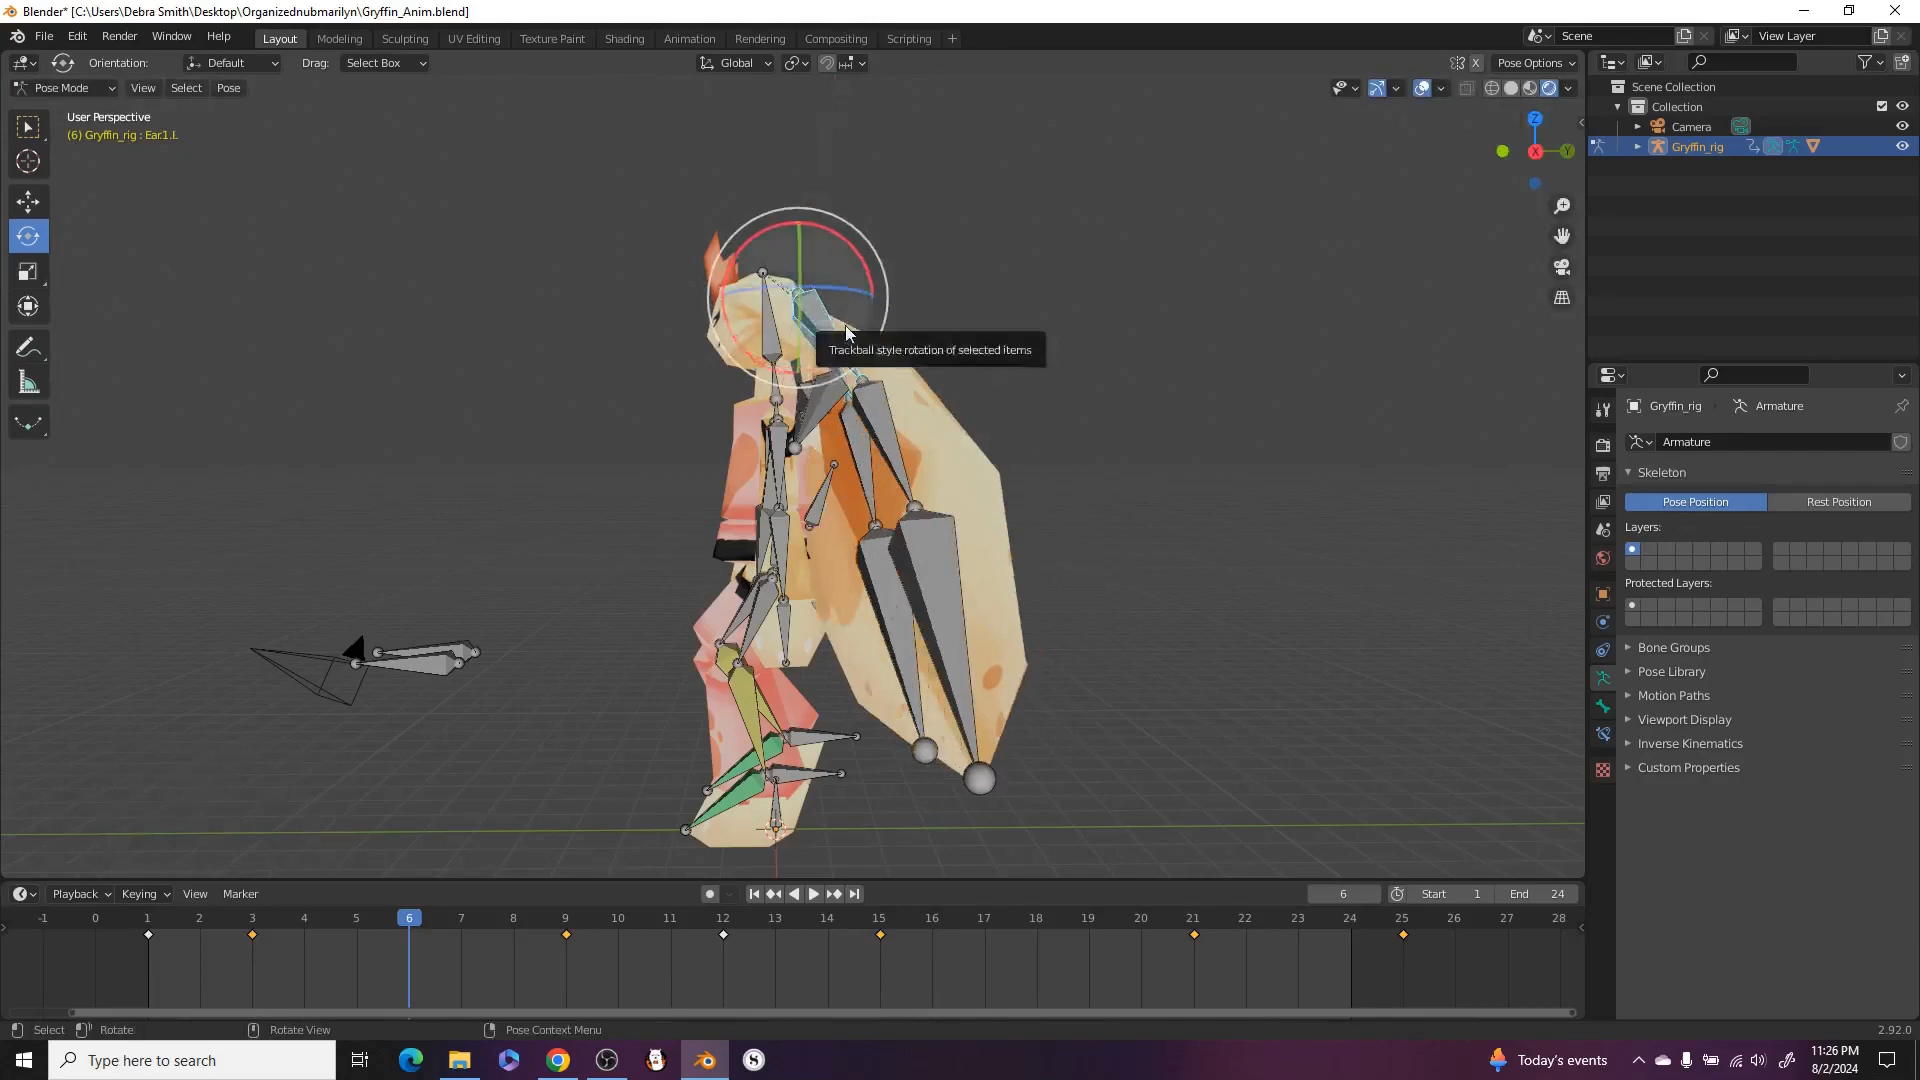 Blender* [C:\Users\Debra Smith\Desktop\Organizednubmarilyn\Gryffin_Anim.blend]
File Edit Render Window Help Layout Modeling Sculpting UV Editing Texture Paint Shading Animation Rendering Compositing Scripting + Scene View Layer
Orientation: Default Drag: Select Box Global X Pose Options
Pose Mode View Select Pose
User Perspective
(6) Gryffin_rig : Ear.1.L
Z
X
Y
Trackball style rotation of selected items
Scene Collection
Collection
Camera
Gryffin_rig
Gryffin_rig Armature
Armature
Skeleton
Pose Position Rest Position
Layers:
Protected Layers:
Bone Groups
Pose Library
Motion Paths
Viewport Display
Inverse Kinematics
Custom Properties
Playback Keying View Marker 6 Start 1 End 24
-1 0 1 2 3 4 5 6 7 8 9 10 11 12 13 14 15 16 17 18 19 20 21 22 23 24 25 26 27 28
Select Rotate Rotate View Pose Context Menu 2.92.0
Type here to search
Today's events
11:26 PM
8/2/2024